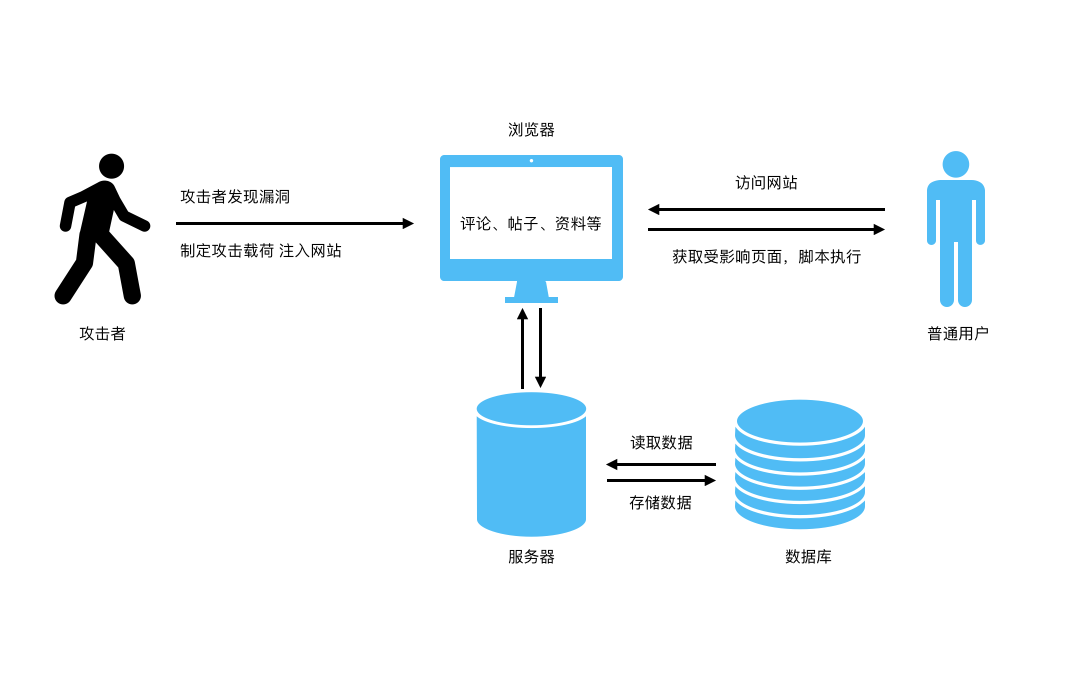 浏览器
攻击者发现漏洞
访问网站
评论、帖子、资料等
制定攻击载荷 注入网站
获取受影响页面，脚本执行
攻击者
普通用户
读取数据
存储数据
服务器
数据库